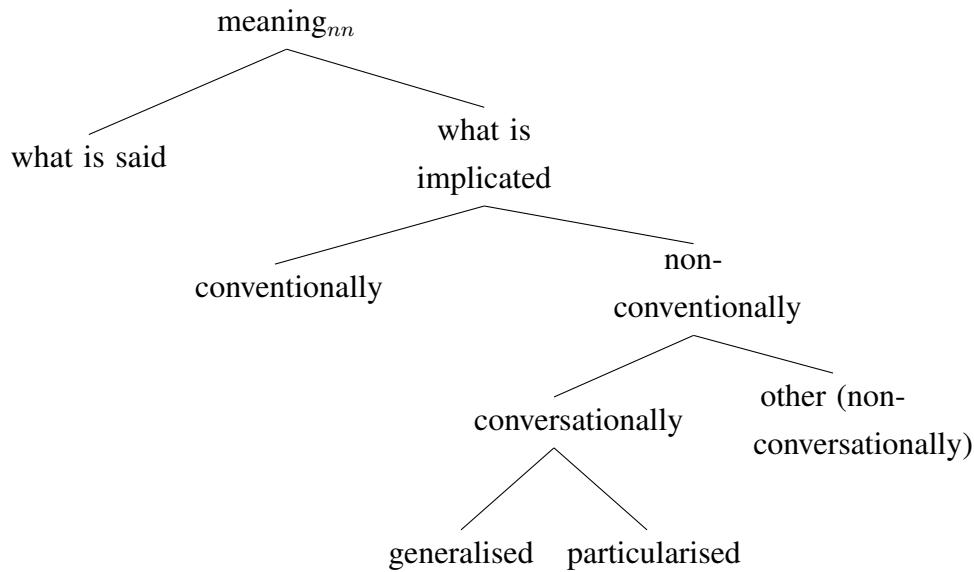 meaning_nn
what is said
what is
implicated
conventionally
non-
conventionally
conversationally
other (non-
conversationally)
generalised
particularised